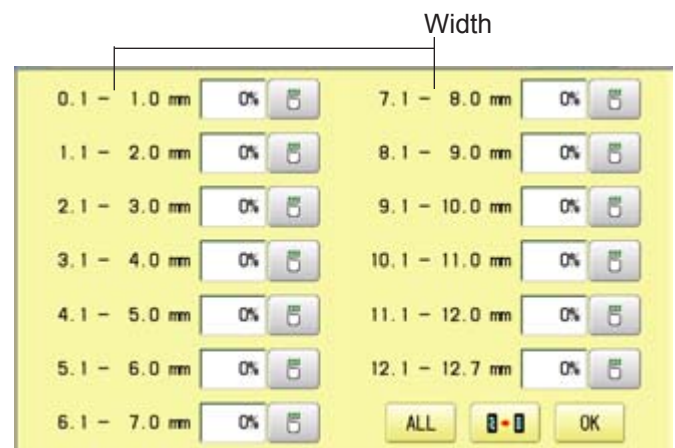 Width
0.1 - 1.0 mm 0% 7.1 - 8.0 mm 0%
1.1 - 2.0 mm 0% 8.1 - 9.0 mm 0%
2.1 - 3.0 mm 0% 9.1 - 10.0 mm 0%
3.1 - 4.0 mm 0% 10.1 - 11.0 mm 0%
4.1 - 5.0 mm 0% 11.1 - 12.0 mm 0%
5.1 - 6.0 mm 0% 12.1 - 12.7 mm 0%
6.1 - 7.0 mm 0% ALL OK